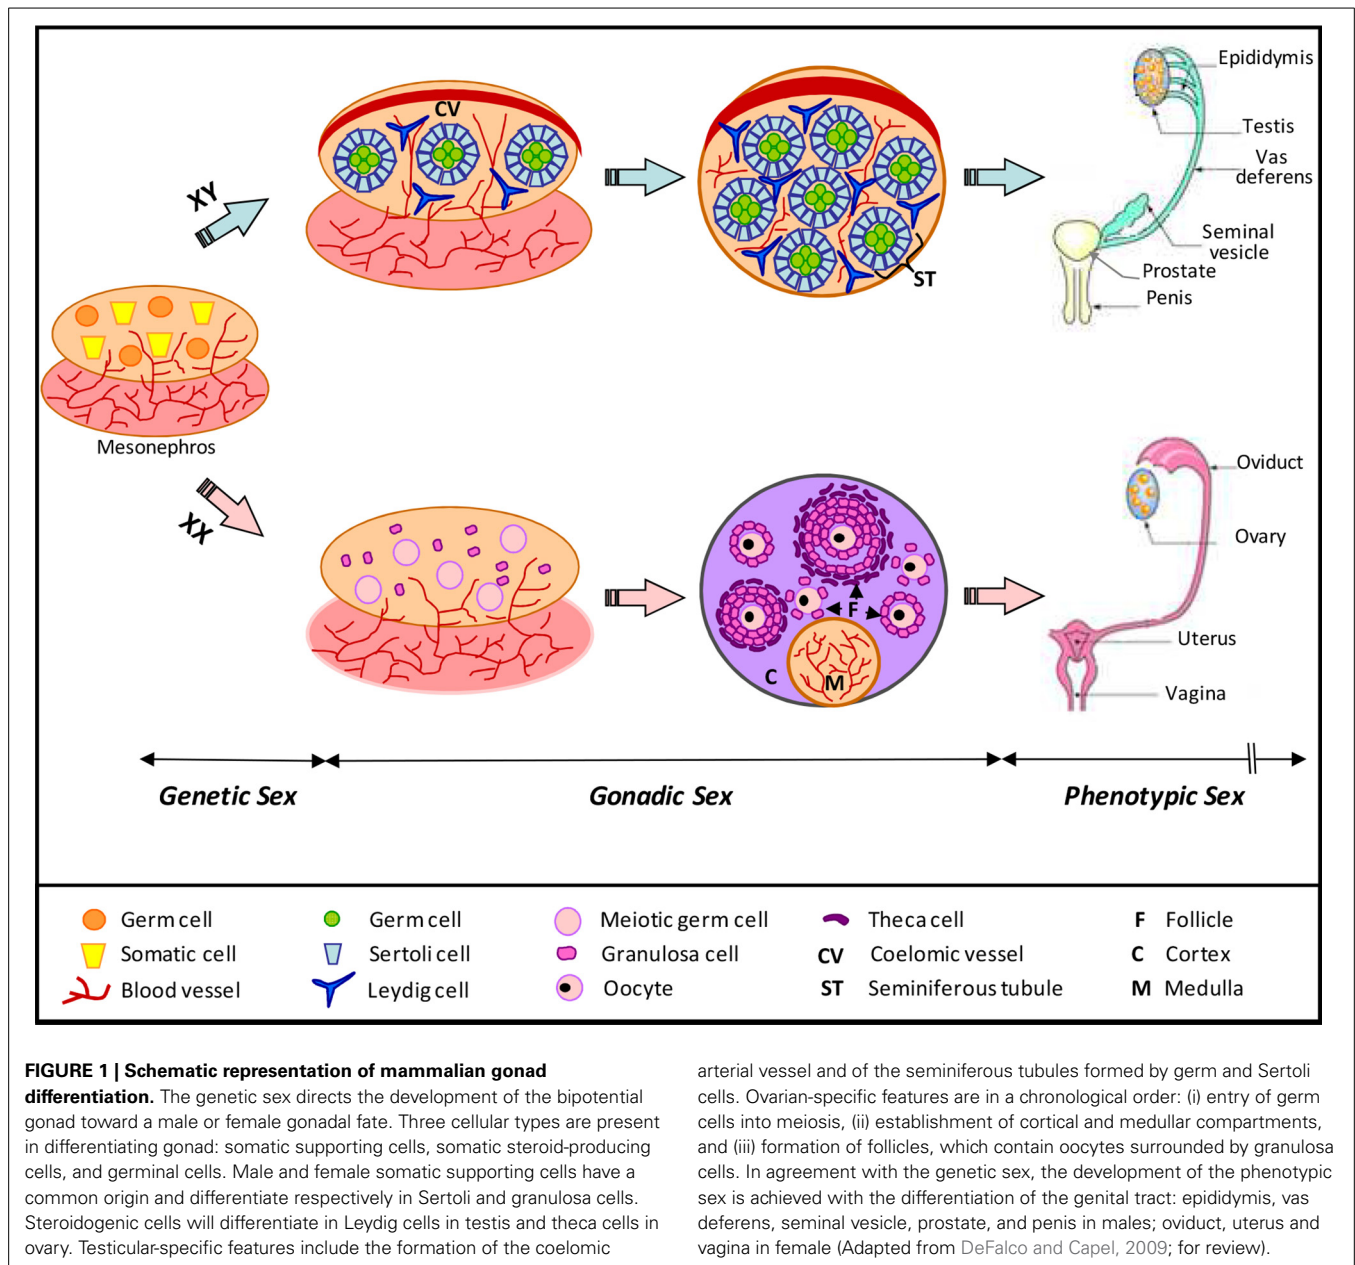 CV
Epididymis
Testis
Vas
deferens
XY
Seminal
vesicle
ST
Prostate
Penis
Mesonephros
Oviduct
XX
Ovary
F
Uterus
C
M
Vagina
Genetic Sex
Gonadic Sex
Phenotypic Sex
Germ cell
Germ cell
Meiotic germ cell
Theca cell
F Follicle
Somatic cell
Sertoli cell
Granulosa cell
CV Coelomic vessel
C Cortex
Blood vessel
Leydig cell
Oocyte
ST Seminiferous tubule
M Medulla
FIGURE 1 | Schematic representation of mammalian gonad
differentiation. The genetic sex directs the development of the bipotential
gonad toward a male or female gonadal fate. Three cellular types are present
in differentiating gonad: somatic supporting cells, somatic steroid-producing
cells, and germinal cells. Male and female somatic supporting cells have a
common origin and differentiate respectively in Sertoli and granulosa cells.
Steroidogenic cells will differentiate in Leydig cells in testis and theca cells in
ovary. Testicular-specific features include the formation of the coelomic
arterial vessel and of the seminiferous tubules formed by germ and Sertoli
cells. Ovarian-specific features are in a chronological order: (i) entry of germ
cells into meiosis, (ii) establishment of cortical and medullar compartments,
and (iii) formation of follicles, which contain oocytes surrounded by granulosa
cells. In agreement with the genetic sex, the development of the phenotypic
sex is achieved with the differentiation of the genital tract: epididymis, vas
deferens, seminal vesicle, prostate, and penis in males; oviduct, uterus and
vagina in female (Adapted from DeFalco and Capel, 2009; for review).